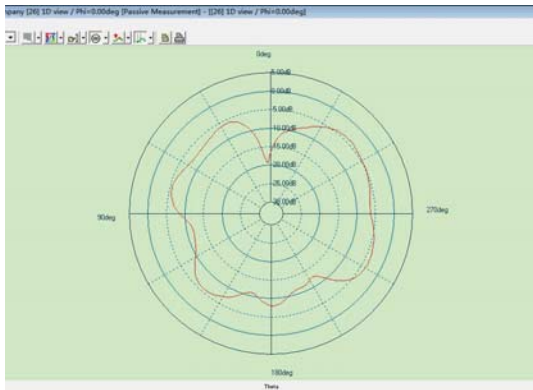 mpany [26] 1D view / Phi=0.00deg [Passive Measurement] - [[26] 1D view / Phi=0.00deg]
0deg
5.00dB
0.00dB
-5.00dB
-10.00dB
-15.00dB
-20.00dB
-25.00dB
-30.00dB
90deg
270deg
180deg
Theta